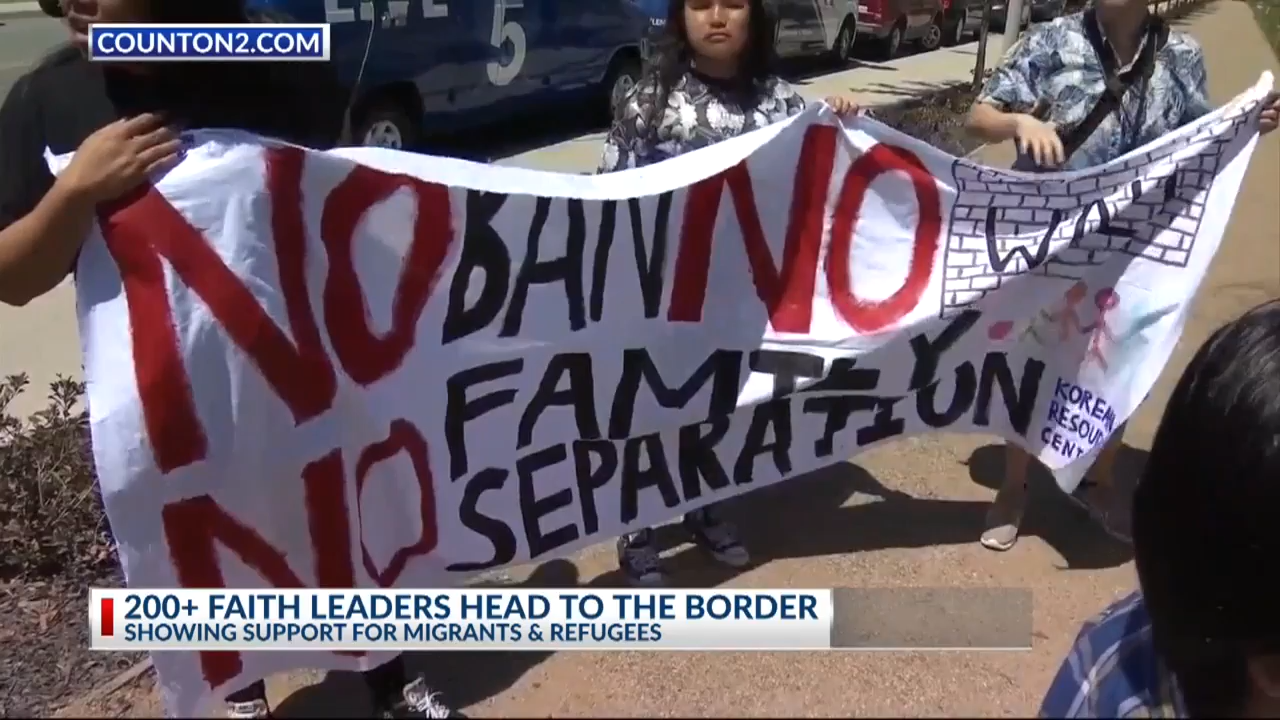 COUNTON2.COM
5
NO BAN NO WALL
NO FAMILY
SEPARATION
KOREAN
RESOU
CENT
200+ FAITH LEADERS HEAD TO THE BORDER
SHOWING SUPPORT FOR MIGRANTS & REFUGEES